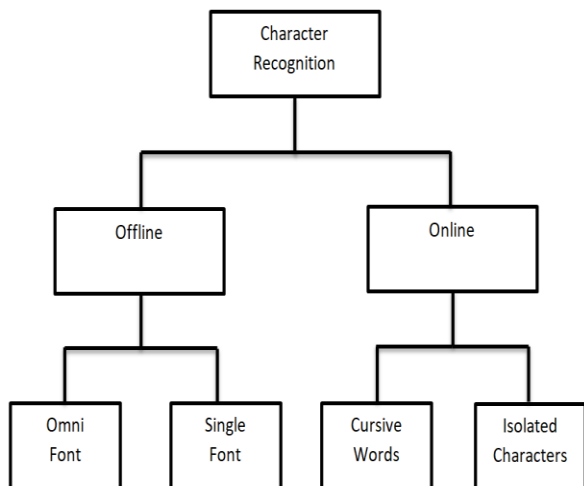 Character
Recognition
Offline
Online
Omni
Font
Single
Font
Cursive
Words
Isolated
Characters